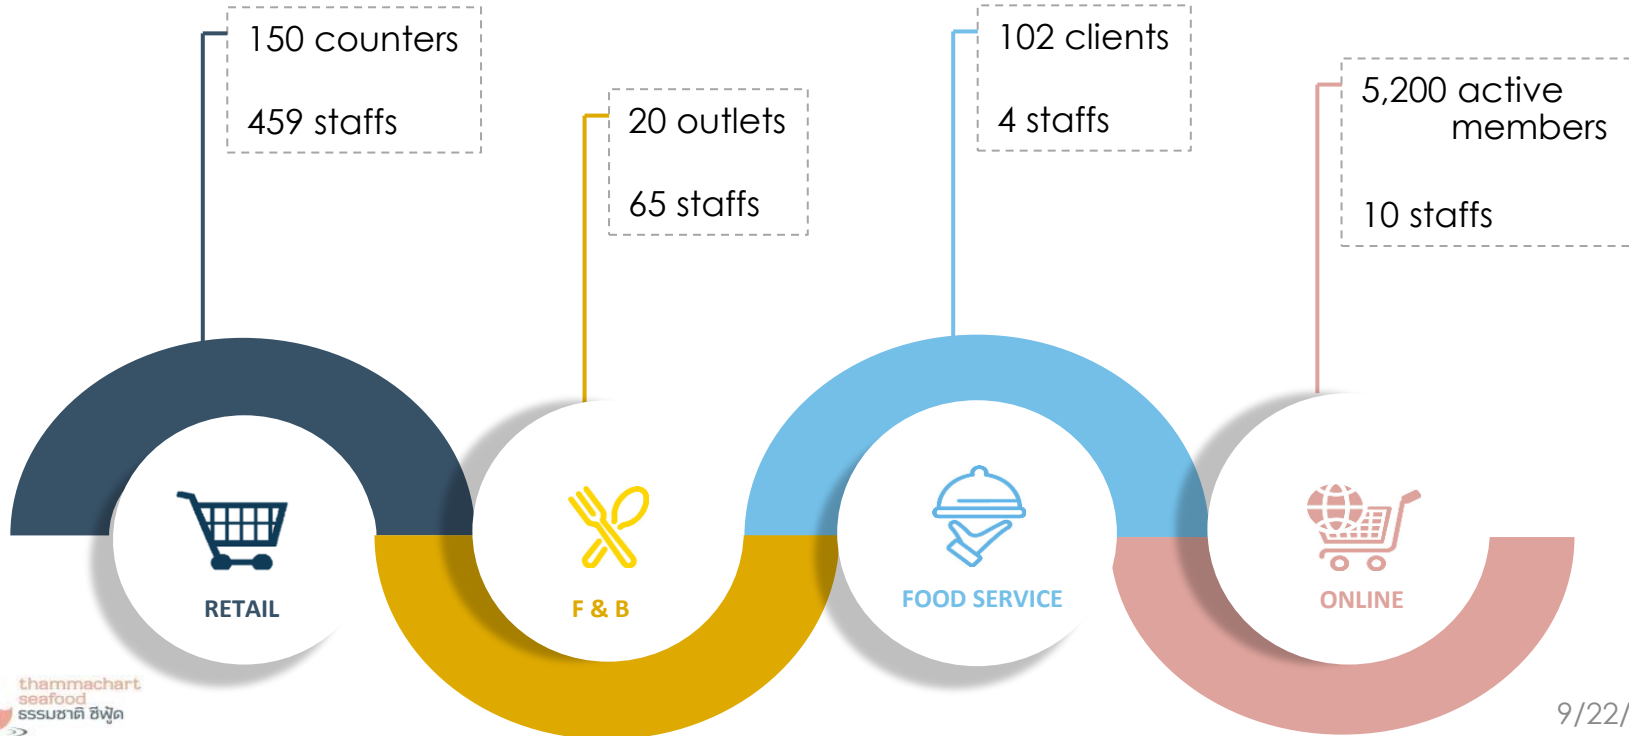 150 counters
459 staffs
20 outlets
65 staffs
102 clients
4 staffs
5,200 active
members
10 staffs
RETAIL
F & B
FOOD SERVICE
ONLINE
thammachart
seafood
ธรรมชาติ ซีฟู้ด
9/22/